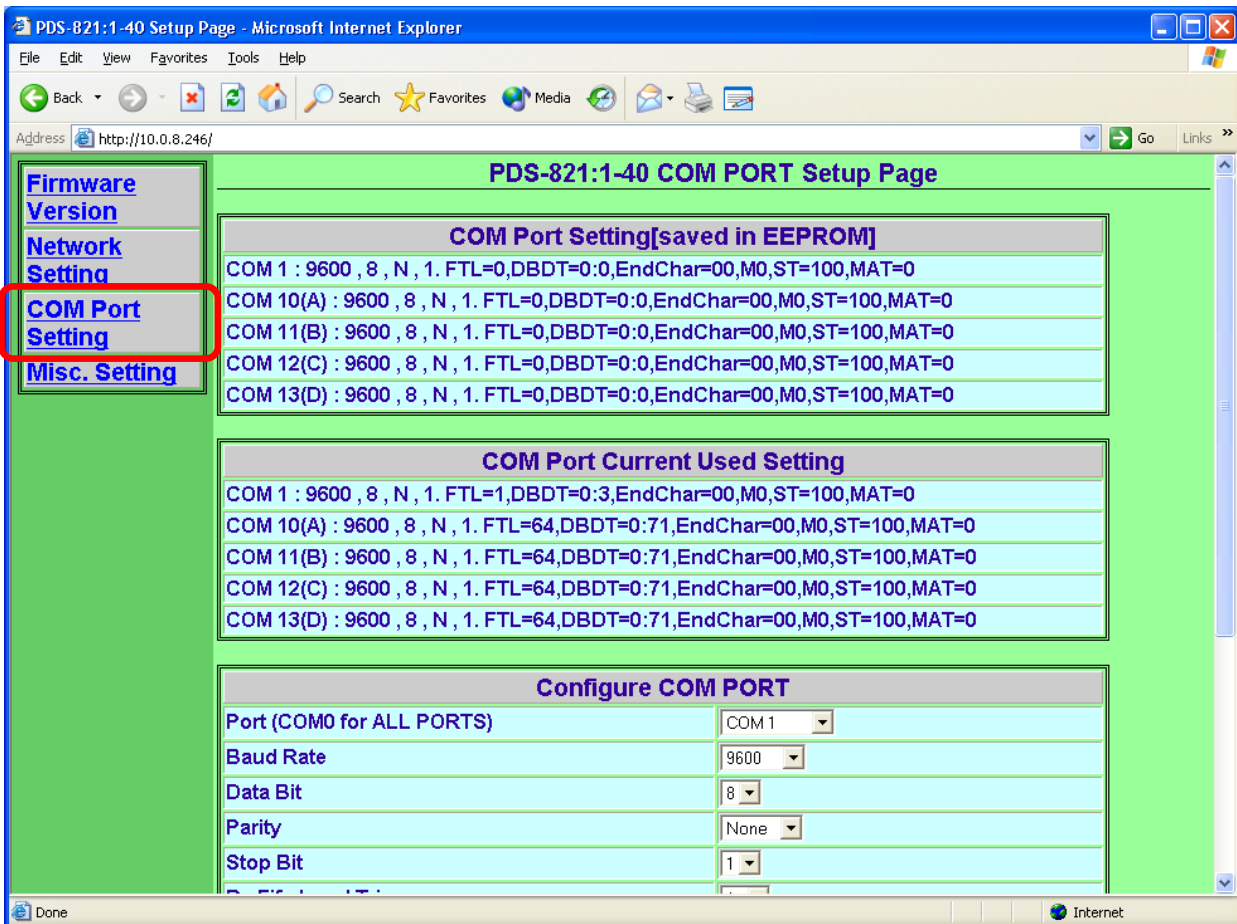 PDS-821:1-40 Setup Page - Microsoft Internet Explorer
File Edit View Favorites Tools Help
Back Search Favorites Media
Address http://10.0.8.246/ Go Links »
Firmware
Version
Network
Setting
COM Port
Setting
Misc. Setting
PDS-821:1-40 COM PORT Setup Page
COM Port Setting[saved in EEPROM]
COM 1 : 9600 , 8 , N , 1. FTL=0,DBDT=0:0,EndChar=00,M0,ST=100,MAT=0
COM 10(A) : 9600 , 8 , N , 1. FTL=0,DBDT=0:0,EndChar=00,M0,ST=100,MAT=0
COM 11(B) : 9600 , 8 , N , 1. FTL=0,DBDT=0:0,EndChar=00,M0,ST=100,MAT=0
COM 12(C) : 9600 , 8 , N , 1. FTL=0,DBDT=0:0,EndChar=00,M0,ST=100,MAT=0
COM 13(D) : 9600 , 8 , N , 1. FTL=0,DBDT=0:0,EndChar=00,M0,ST=100,MAT=0
COM Port Current Used Setting
COM 1 : 9600 , 8 , N , 1. FTL=1,DBDT=0:3,EndChar=00,M0,ST=100,MAT=0
COM 10(A) : 9600 , 8 , N , 1. FTL=64,DBDT=0:71,EndChar=00,M0,ST=100,MAT=0
COM 11(B) : 9600 , 8 , N , 1. FTL=64,DBDT=0:71,EndChar=00,M0,ST=100,MAT=0
COM 12(C) : 9600 , 8 , N , 1. FTL=64,DBDT=0:71,EndChar=00,M0,ST=100,MAT=0
COM 13(D) : 9600 , 8 , N , 1. FTL=64,DBDT=0:71,EndChar=00,M0,ST=100,MAT=0
Configure COM PORT
Port (COM0 for ALL PORTS) COM 1
Baud Rate 9600
Data Bit 8
Parity None
Stop Bit 1
Done Internet